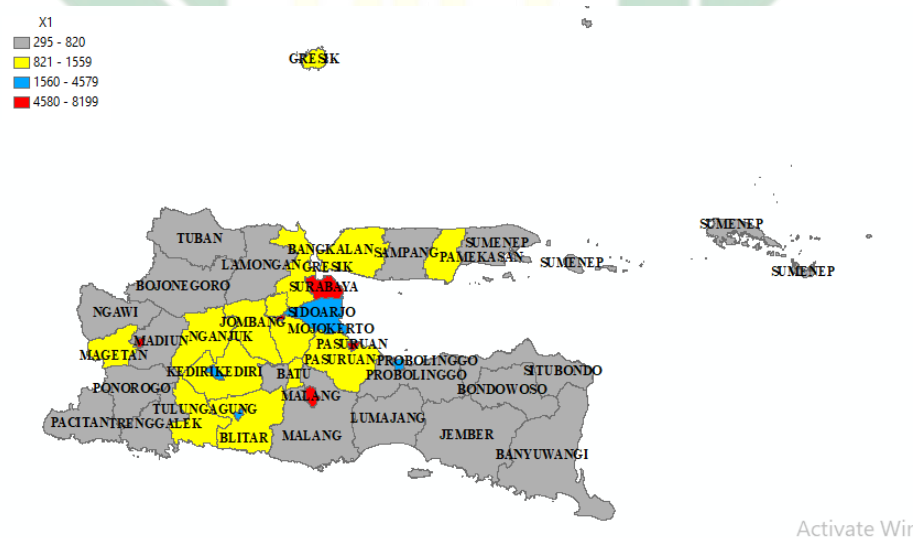 X1
295 - 820
821 - 1559
1560 - 4579
4580 - 8199
GRESIK
SUMENEP
TUBAN
BANGKALAN
SAMPANG
SUMENEP
PAMEKASAN
SUMENEP
SUMENEP
LAMONGAN
GRESIK
BOJONEGORO
SURABAYA
NGAWI
SIDOARJO
JOMBANG
MOJOKERTO
MADIUN
NGANJUK
PASURUAN
MAGETAN
PASURUAN
PROBOLINGGO
KEDIRI
KEDIRI
BATU
PROBOLINGGO
SITUBONDO
PONOROGO
BONDOWOSO
MALANG
TULUNGAGUNG
LUMAJANG
PACITAN
TRENGGALEK
BLITAR
MALANG
JEMBER
BANYUWANGI
Activate Win